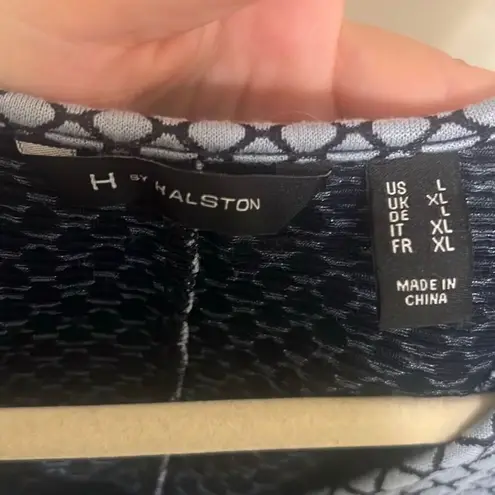 H BY HALSTON
US L
UK XL
DE L
IT XL
FR XL
MADE IN
CHINA